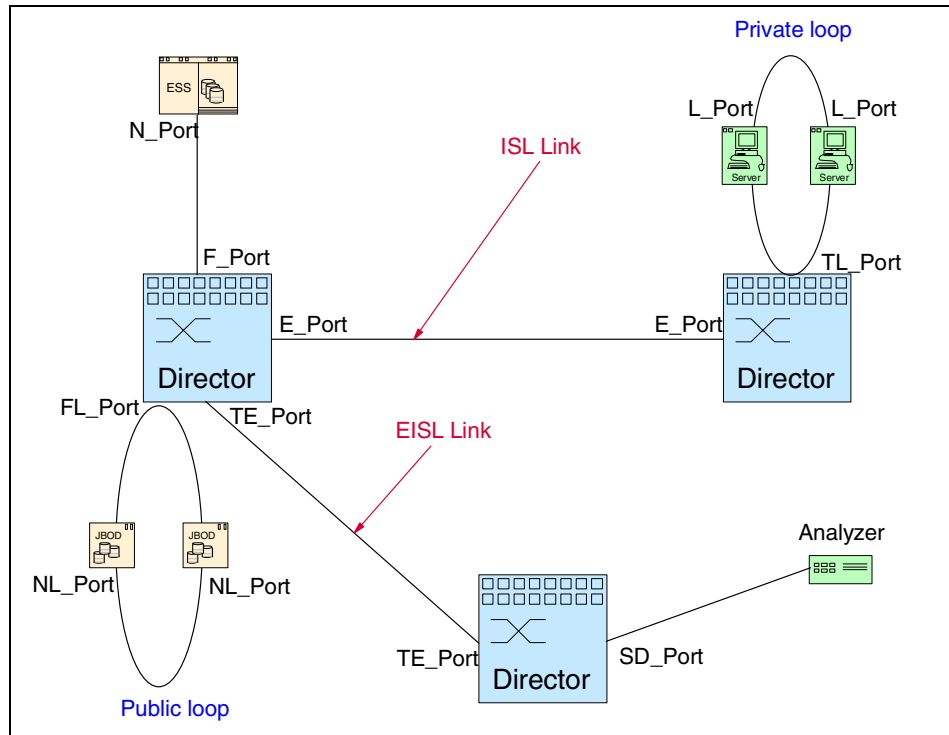 Private loop
ESS
N_Port
L_Port
L_Port
ISL Link
Server
Server
F_Port
TL_Port
E_Port
E_Port
Director
Director
FL_Port
TE_Port
EISL Link
JBOD
JBOD
Analyzer
NL_Port
NL_Port
TE_Port
SD_Port
Director
Public loop